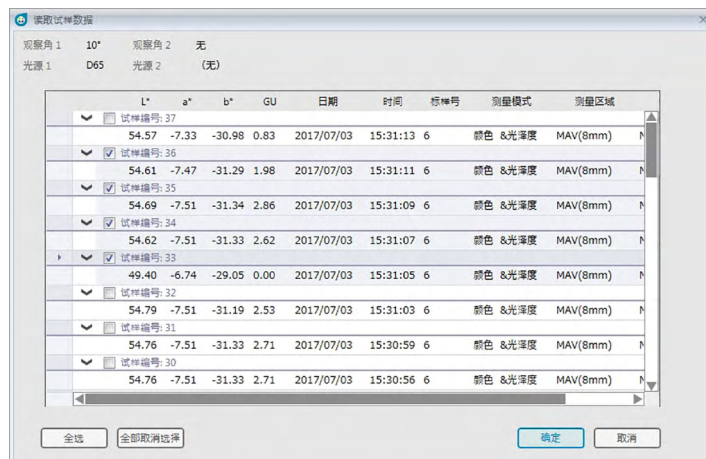 读取试样数据
观察角 1 10° 观察角 2 无
光源 1 D65 光源 2 (无)
L* a* b* GU 日期 时间 标样号 测量模式 测量区域
试样编号: 37
54.57 -7.33 -30.98 0.83 2017/07/03 15:31:13 6 颜色 &光泽度 MAV(8mm)
试样编号: 36
54.61 -7.47 -31.29 1.98 2017/07/03 15:31:11 6 颜色 &光泽度 MAV(8mm)
试样编号: 35
54.69 -7.51 -31.34 2.86 2017/07/03 15:31:09 6 颜色 &光泽度 MAV(8mm)
试样编号: 34
54.62 -7.51 -31.33 2.62 2017/07/03 15:31:07 6 颜色 &光泽度 MAV(8mm)
试样编号: 33
49.40 -6.74 -29.05 0.00 2017/07/03 15:31:05 6 颜色 &光泽度 MAV(8mm)
试样编号: 32
54.79 -7.51 -31.19 2.53 2017/07/03 15:31:03 6 颜色 &光泽度 MAV(8mm)
试样编号: 31
54.76 -7.51 -31.33 2.71 2017/07/03 15:30:59 6 颜色 &光泽度 MAV(8mm)
试样编号: 30
54.76 -7.51 -31.33 2.71 2017/07/03 15:30:56 6 颜色 &光泽度 MAV(8mm)
全选 全部取消选择 确定 取消